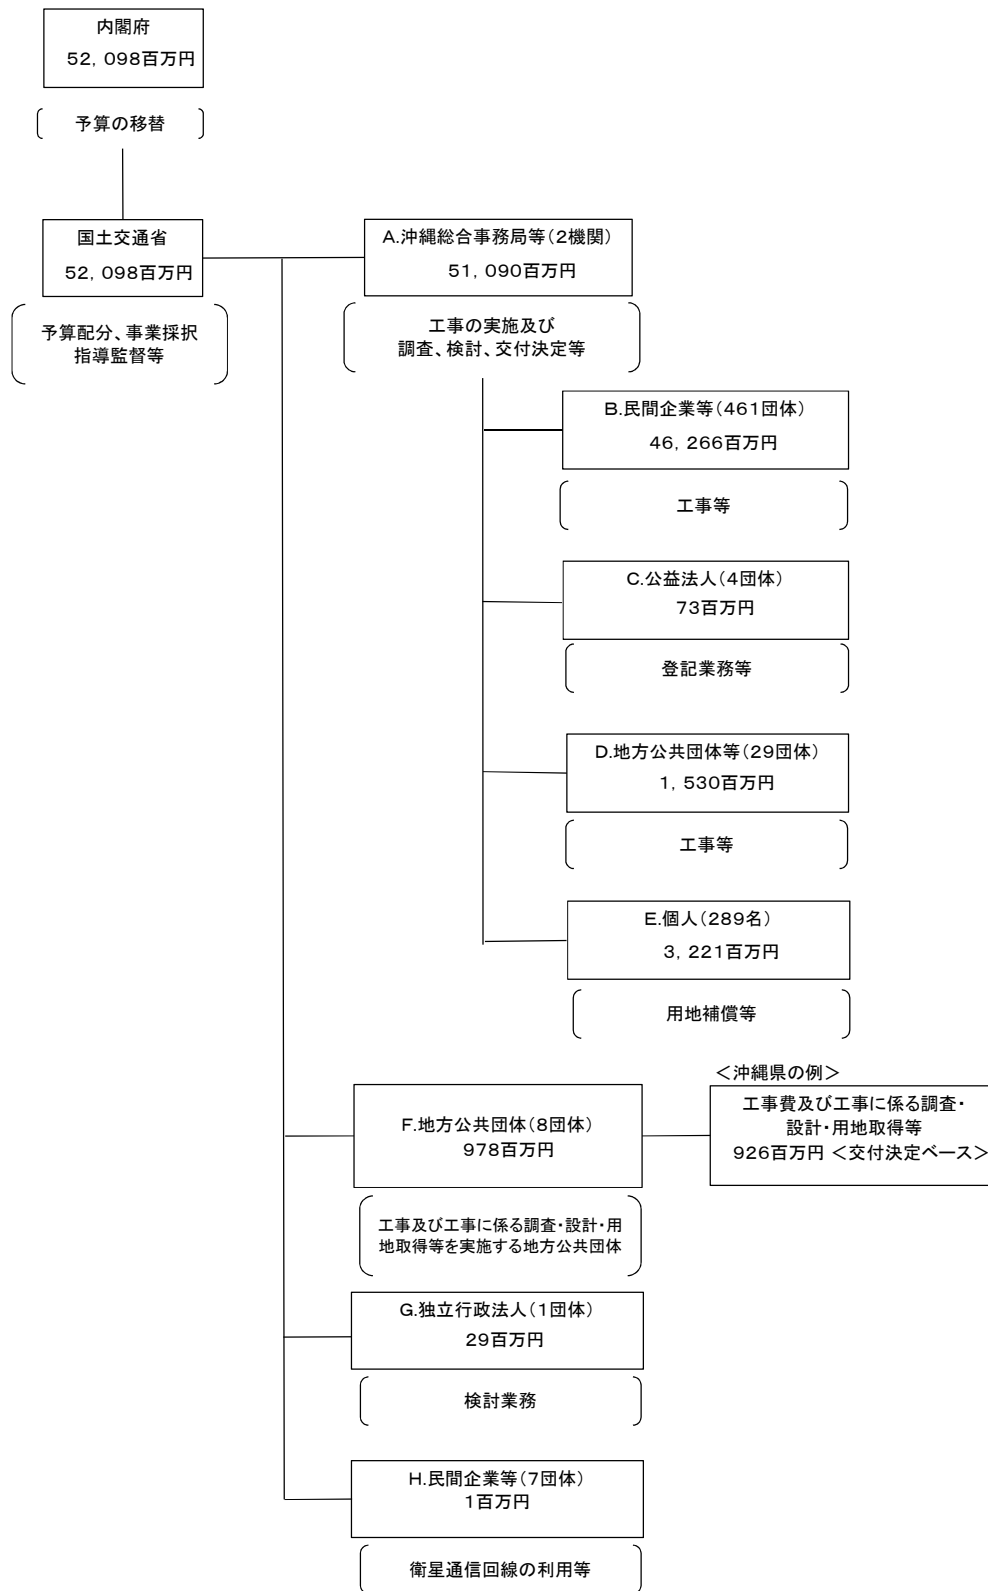 内閣府
52,098百万円
予算の移替
国土交通省
52,098百万円
予算配分、事業採択
指導監督等
A.沖縄総合事務局等(2機関)
51,090百万円
工事の実施及び
調査、検討、交付決定等
B.民間企業等(461団体)
46,266百万円
工事等
C.公益法人(4団体)
73百万円
登記業務等
D.地方公共団体等(29団体)
1,530百万円
工事等
E.個人(289名)
3,221百万円
用地補償等
F.地方公共団体(8団体)
978百万円
工事及び工事に係る調査・設計・用
地取得等を実施する地方公共団体
<沖縄県の例>
工事費及び工事に係る調査・
設計・用地取得等
926百万円 <交付決定ベース>
G.独立行政法人(1団体)
29百万円
検討業務
H.民間企業等(7団体)
1百万円
衛星通信回線の利用等